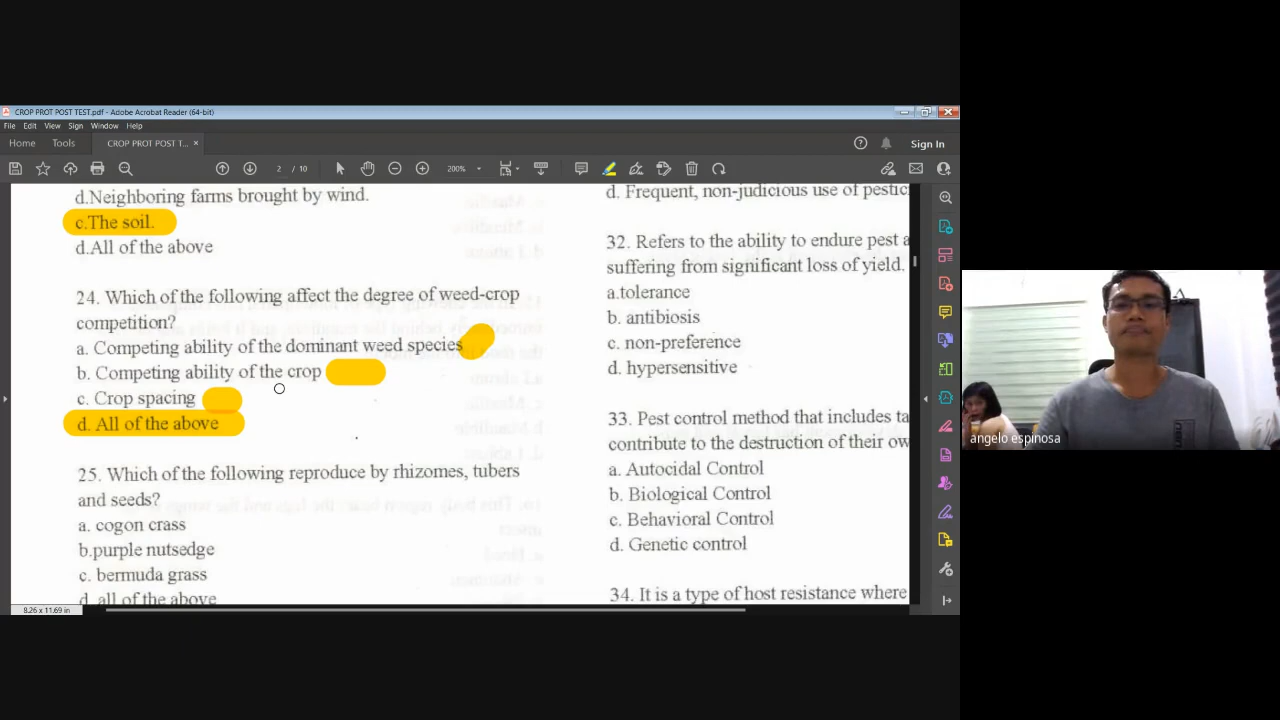 CROP PROT POST TEST.pdf - Adobe Acrobat Reader (64-bit)
File Edit View Sign Window Help
Home Tools CROP PROT POST T... × Sign In
2 / 10 200%
d.Neighboring farms brought by wind.
c.The soil.
d.All of the above
24. Which of the following affect the degree of weed-crop
competition?
a. Competing ability of the dominant weed species
b. Competing ability of the crop
c. Crop spacing
d. All of the above
25. Which of the following reproduce by rhizomes, tubers
and seeds?
a. cogon crass
b.purple nutsedge
c. bermuda grass
d. all of the above
d. Frequent, non-judicious use of pestic
32. Refers to the ability to endure pest a
suffering from significant loss of yield.
a.tolerance
b. antibiosis
c. non-preference
d. hypersensitive
33. Pest control method that includes ta
contribute to the destruction of their ow
a. Autocidal Control
b. Biological Control
c. Behavioral Control
d. Genetic control
34. It is a type of host resistance where
8.26 x 11.69 in
angelo espinosa